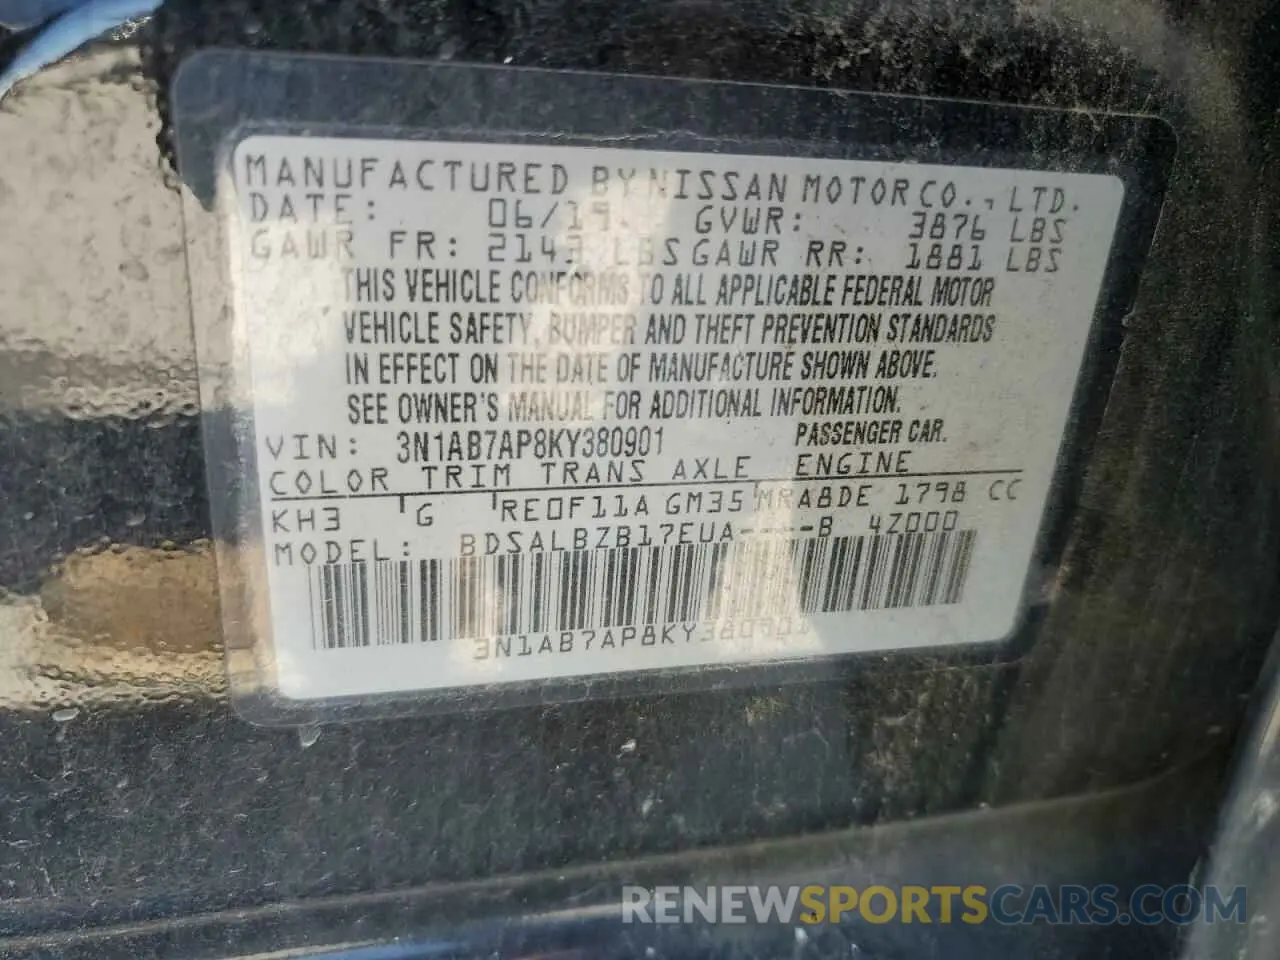 MANUFACTURED BY NISSAN MOTOR CO., LTD.
DATE: 06/19 GVWR: 3876 LBS
GAWR FR: 2143 LBS GAWR RR: 1881 LBS
THIS VEHICLE CONFORMS TO ALL APPLICABLE FEDERAL MOTOR
VEHICLE SAFETY, BUMPER AND THEFT PREVENTION STANDARDS
IN EFFECT ON THE DATE OF MANUFACTURE SHOWN ABOVE.
SEE OWNER'S MANUAL FOR ADDITIONAL INFORMATION.
VIN: 3N1AB7AP8KY380901 PASSENGER CAR.
COLOR TRIM TRANS AXLE ENGINE
KH3 G RE0F11A GM35 MRA8DE 1798 CC
MODEL: BDSALBZB17EUA----B 4Z000
3N1AB7AP8KY380901
RENEWSPORTSCARS.COM